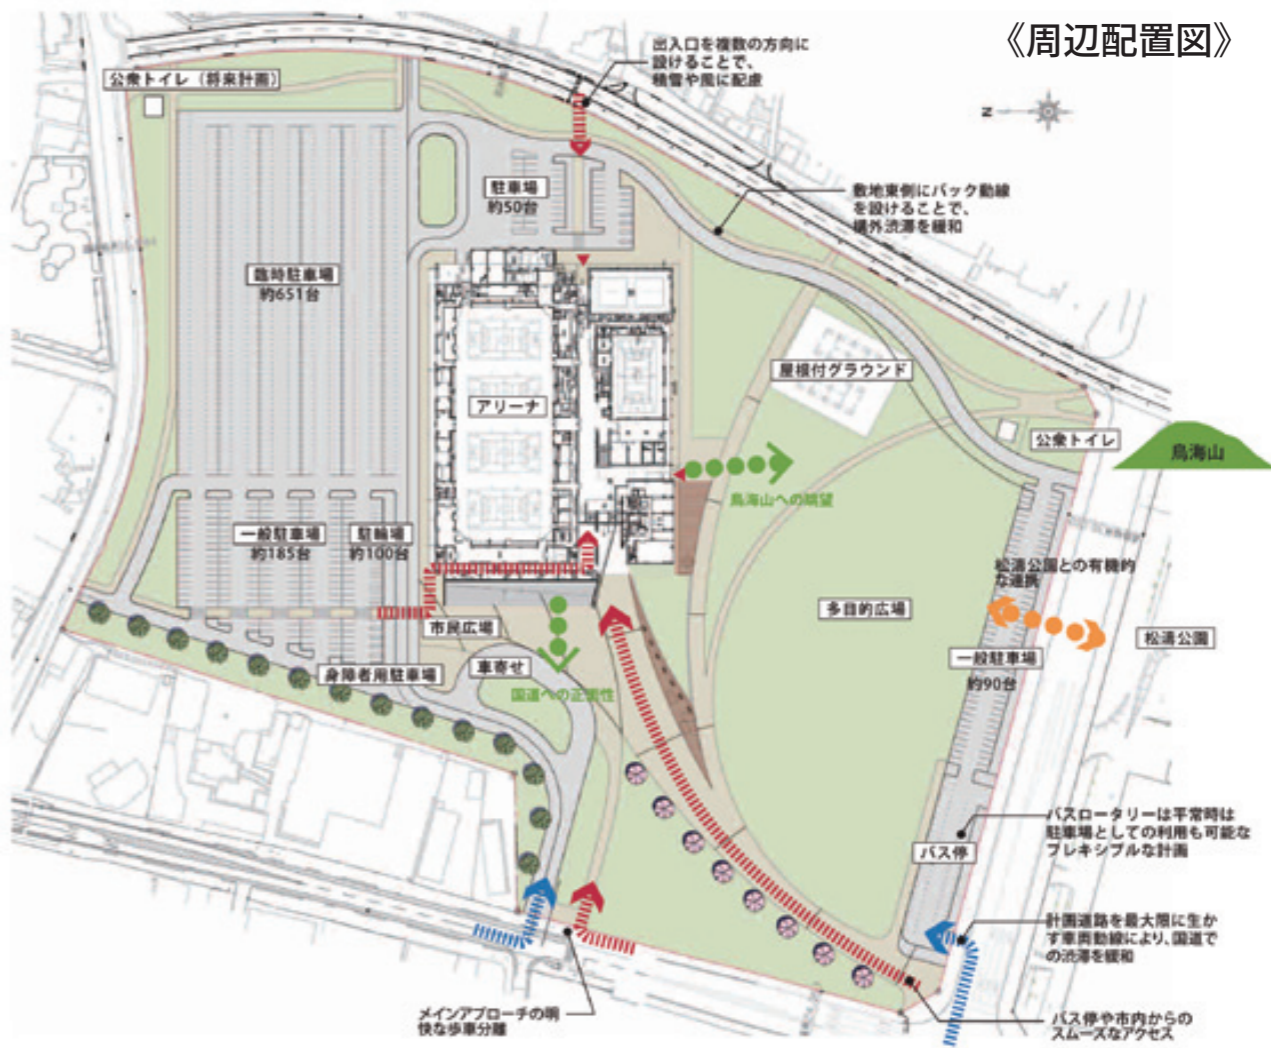 《周辺配置図》
出入口を複数の方向に
設けることで、
積雪や風に配慮
公衆トイレ（将来計画）
N
駐車場
約50台
敷地東側にバック動線
を設けることで、
構外渋滞を緩和
臨時駐車場
約651台
屋根付グラウンド
アリーナ
公衆トイレ
鳥海山
鳥海山への眺望
一般駐車場
約185台
駐輪場
約100台
松涛公園との有機的
な連携
多目的広場
市民広場
松涛公園
一般駐車場
約90台
車寄せ
身障者用駐車場
国道への正面性
バスロータリーは平常時は
駐車場としての利用も可能な
フレキシブルな計画
バス停
計画道路を最大限に生か
す車両動線により、国道で
の渋滞を緩和
メインアプローチの明
快な歩車分離
バス停や市内からの
スムーズなアクセス